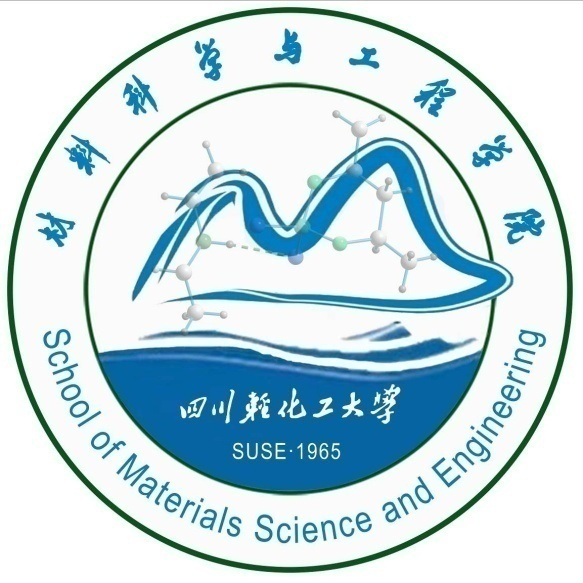 材料科学与工程学院
四川轻化工大學
SUSE·1965
School of Materials Science and Engineering